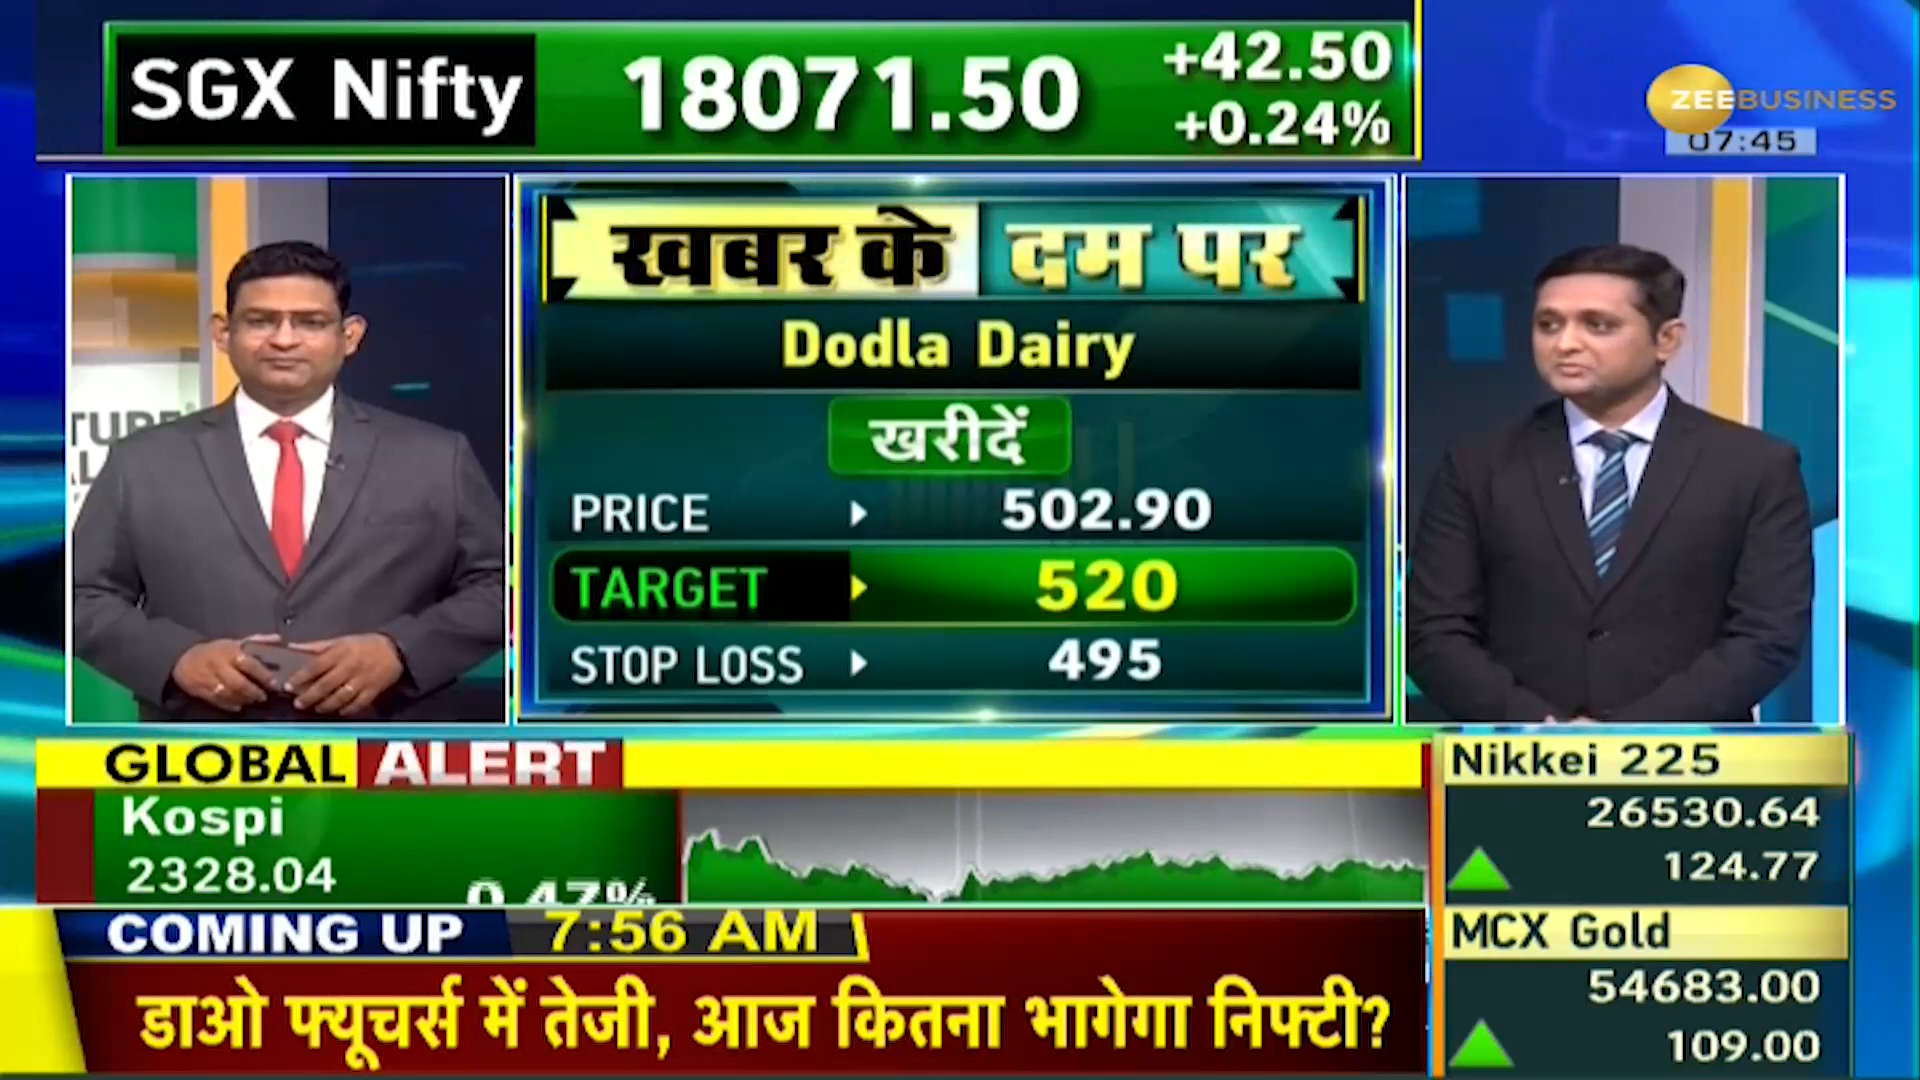 SGX Nifty
18071.50
+42.50
+0.24%
ZEEBUSINESS
07:45
खबर के दम पर
Dodla Dairy
खरीदें
PRICE 502.90
TARGET 520
STOP LOSS 495
GLOBAL ALERT
Kospi
2328.04
0.47%
Nikkei 225
26530.64
124.77
MCX Gold
54683.00
109.00
COMING UP 7:56 AM
डाओ फ्यूचर्स में तेजी, आज कितना भागेगा निफ्टी?